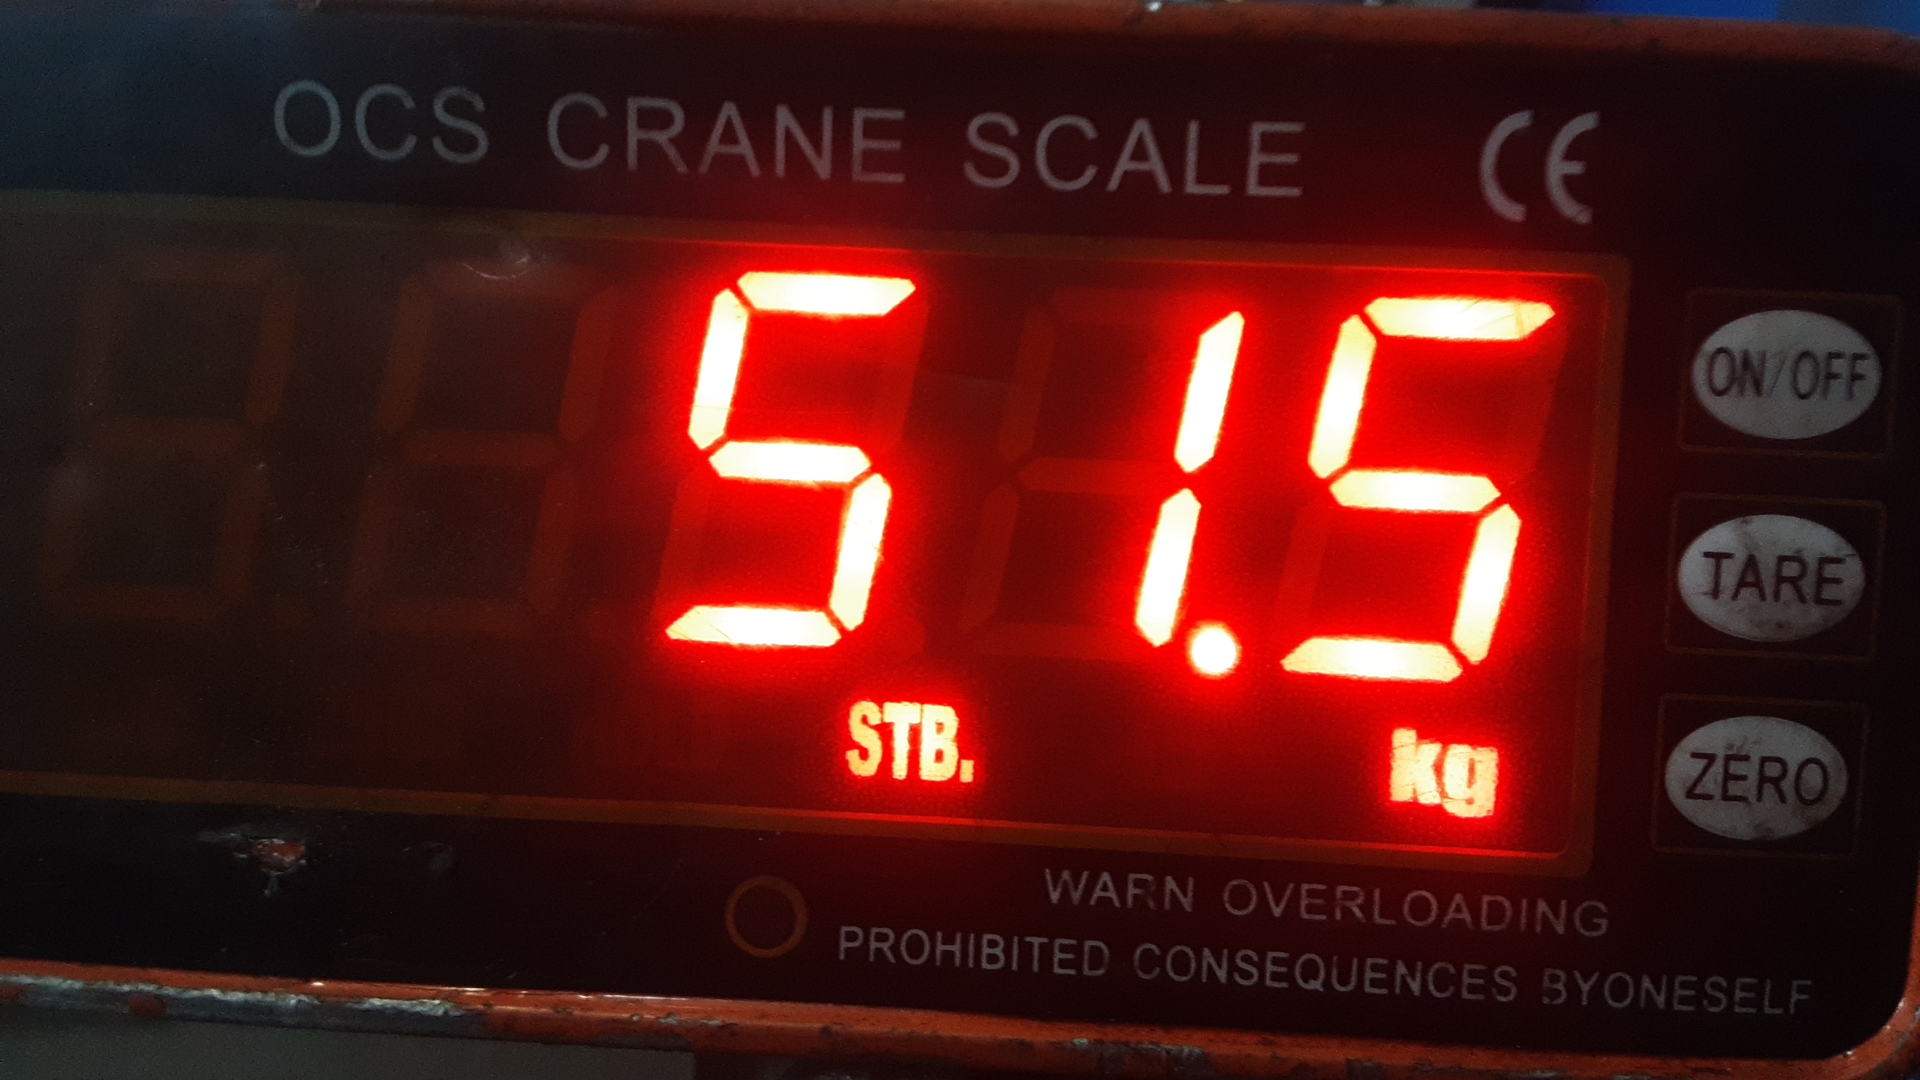 OCS CRANE SCALE CE
51.5
STB. kg
ON/OFF
TARE
ZERO
WARN OVERLOADING
PROHIBITED CONSEQUENCES BYONESELF